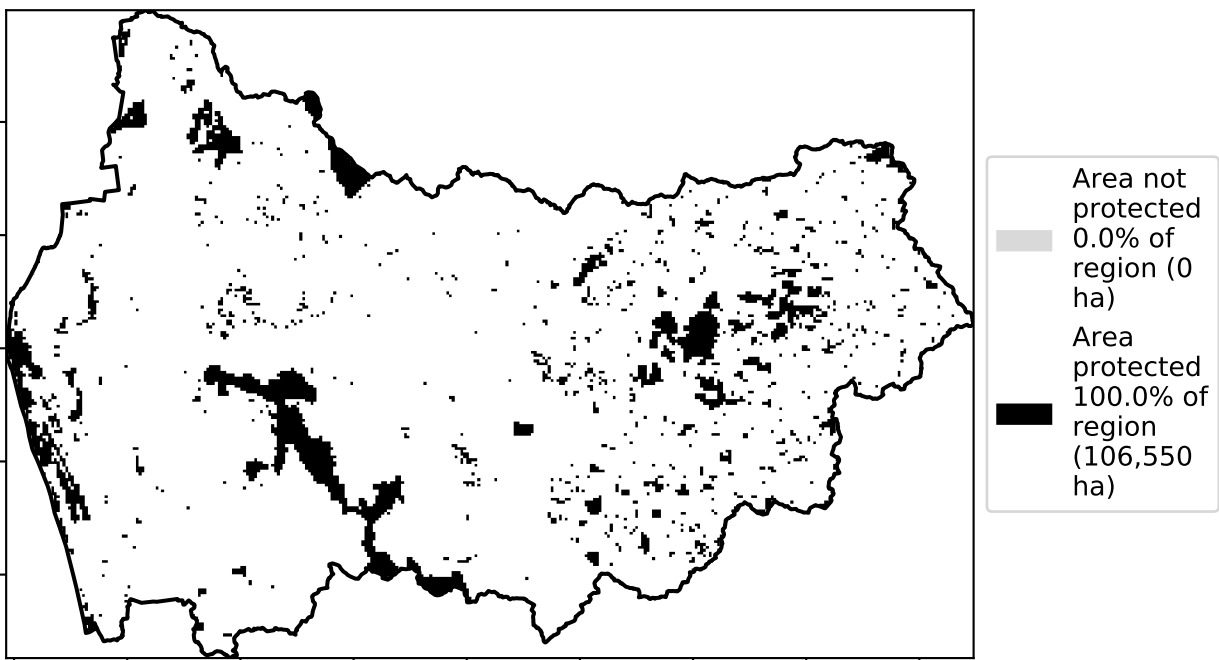 Area not
protected
0.0% of
region (0
ha)
Area
protected
100.0% of
region
(106,550
ha)